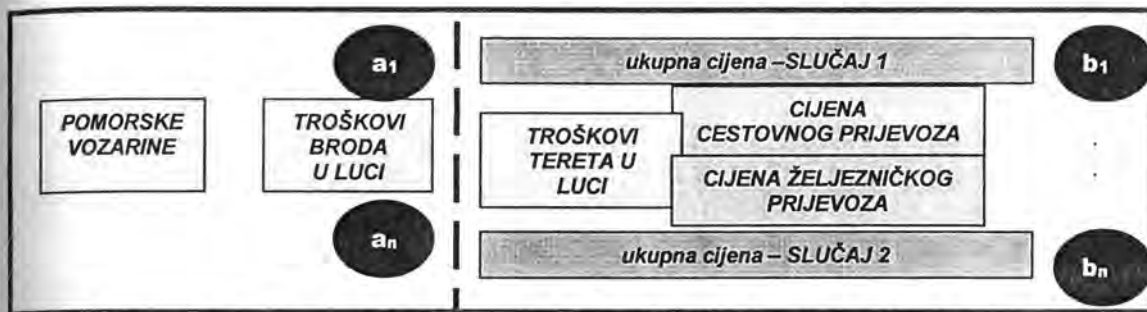 a1
ukupna cijena –SLUČAJ 1
b1
POMORSKE
VOZARINE
TROŠKOVI
BRODA
U LUCI
TROŠKOVI
TERETA U
LUCI
CIJENA
CESTOVNOG PRIJEVOZA
CIJENA ŽELJEZNIČKOG
PRIJEVOZA
an
ukupna cijena – SLUČAJ 2
bn